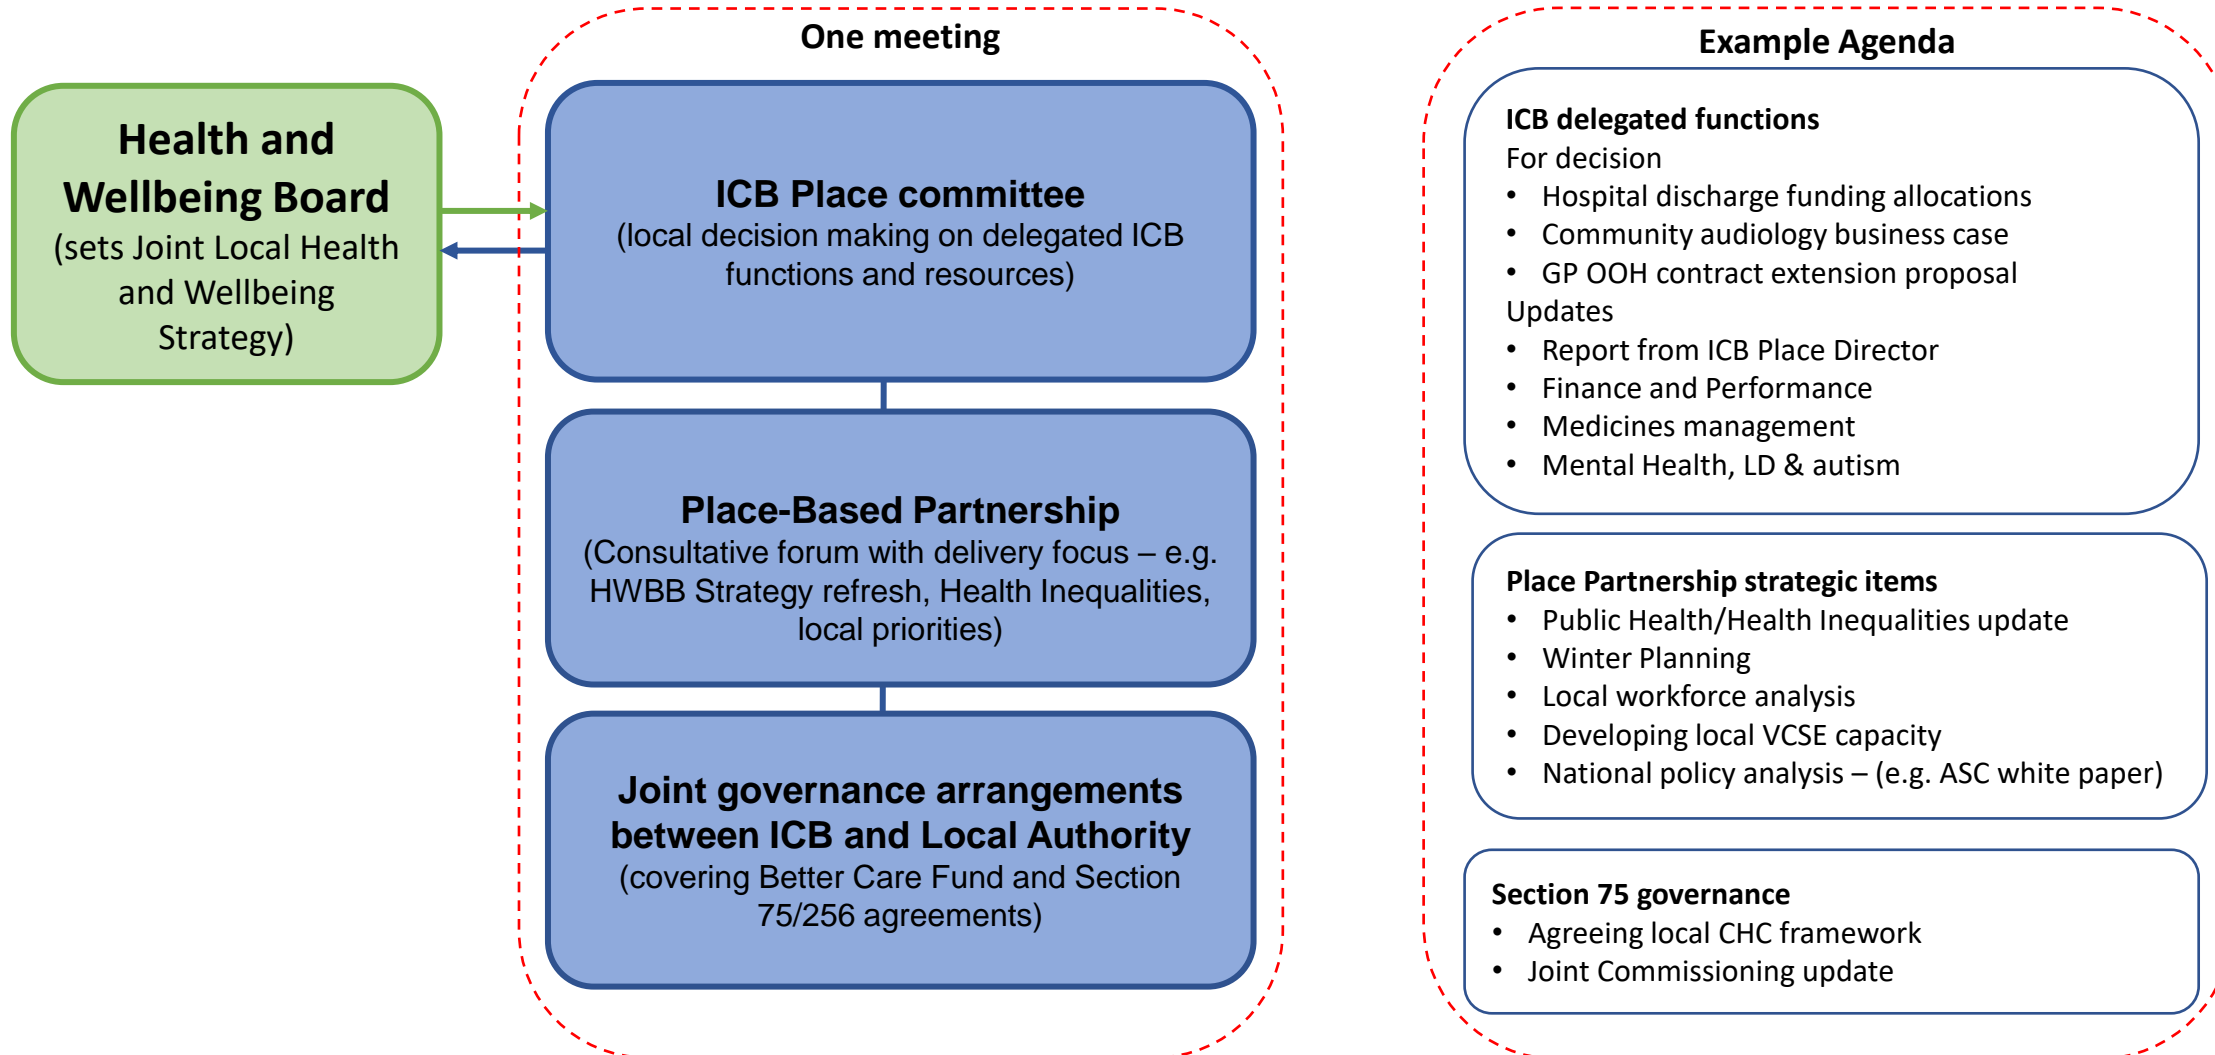 Health and
Wellbeing Board
(sets Joint Local Health
and Wellbeing
Strategy)
One meeting
ICB Place committee
(local decision making on delegated ICB
functions and resources)
Place-Based Partnership
(Consultative forum with delivery focus – e.g.
HWBB Strategy refresh, Health Inequalities,
local priorities)
Joint governance arrangements
between ICB and Local Authority
(covering Better Care Fund and Section
75/256 agreements)
Example Agenda
ICB delegated functions
For decision
• Hospital discharge funding allocations
• Community audiology business case
• GP OOH contract extension proposal
Updates
• Report from ICB Place Director
• Finance and Performance
• Medicines management
• Mental Health, LD & autism
Place Partnership strategic items
• Public Health/Health Inequalities update
• Winter Planning
• Local workforce analysis
• Developing local VCSE capacity
• National policy analysis – (e.g. ASC white paper)
Section 75 governance
• Agreeing local CHC framework
• Joint Commissioning update